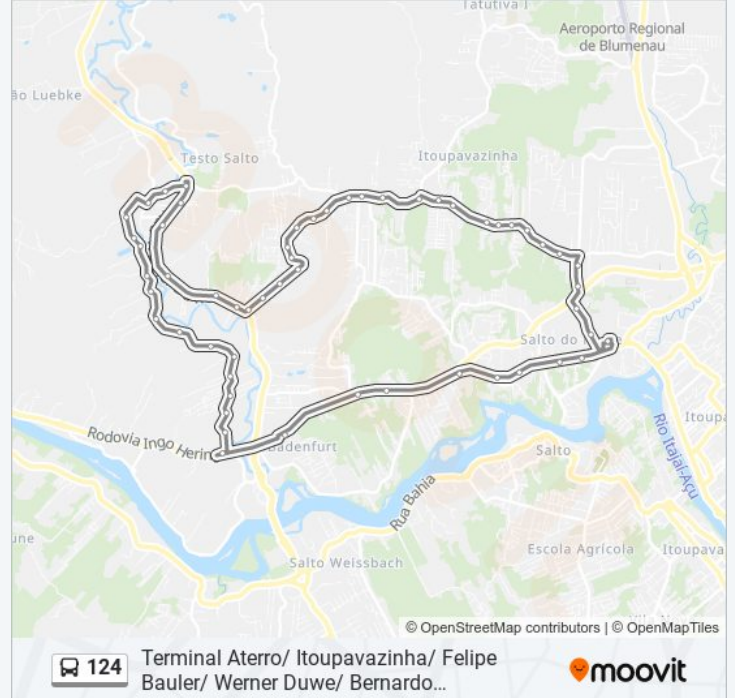 Tatutiva I
Aeroporto Regional
de Blumenau
ão Luebke
Testo Salto
Itoupavazinha
Salto do
Rodovia Ingo Herin
Badenfurt
Rio Itajaí-Açu
Itoupa
Salto
Rua Bahia
une
Escola Agrícola
Itoupava
Salto Weissbach
© OpenStreetMap contributors | © OpenMapTiles
124
Terminal Aterro/ Itoupavazinha/ Felipe
Bauler/ Werner Duwe/ Bernardo...
moovit